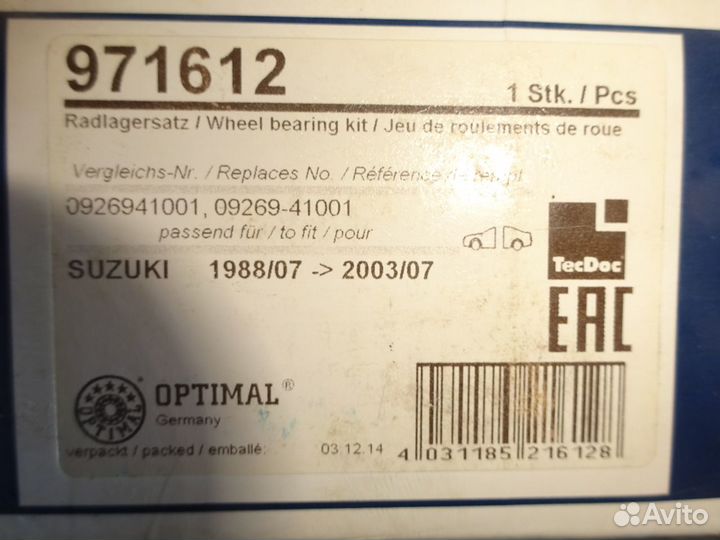 971612
1 Stk. / Pcs
Radlagersatz / Wheel bearing kit / Jeu de roulements de roue
Vergleichs-Nr. / Replaces No. / Référence
0926941001, 09269-41001
passend für / to fit / pour
SUZUKI 1988/07 -> 2003/07
TecDoc
EAC
OPTIMAL
OPTIMAL®
Germany
verpackt / packed / emballé: 03.12.14
4 031185 216128
Avito